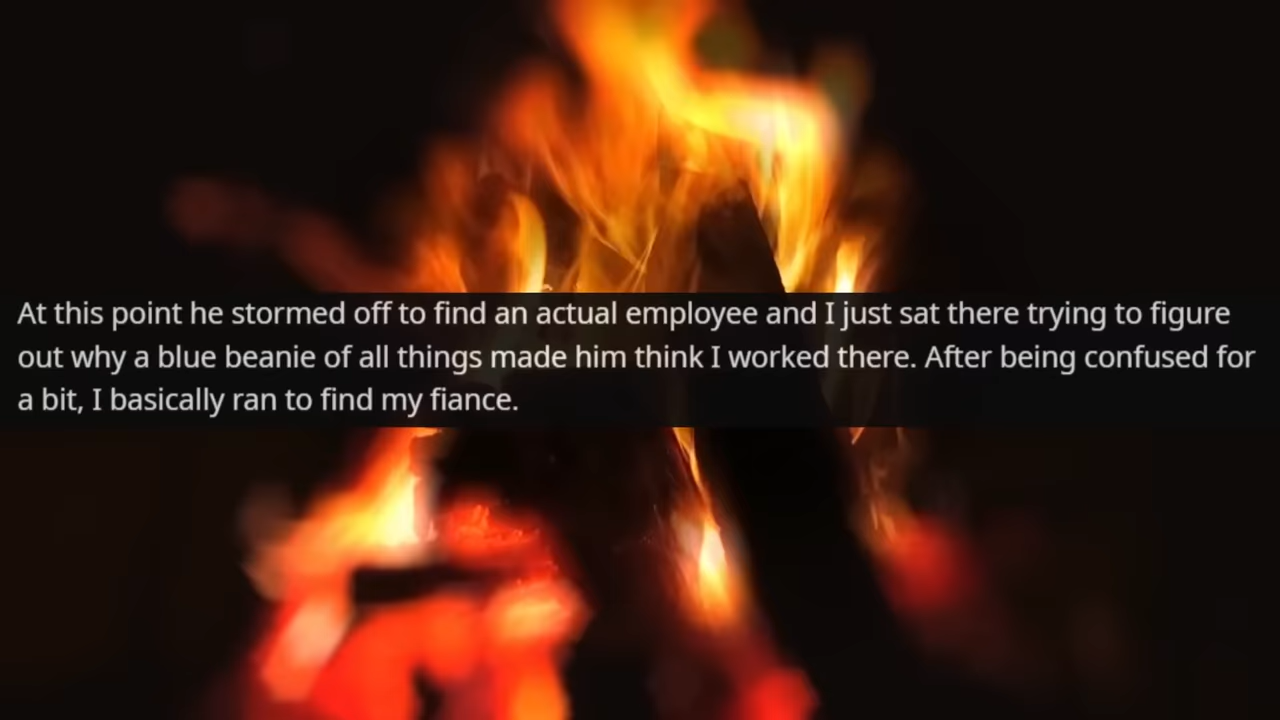 At this point he stormed off to find an actual employee and I just sat there trying to figure
out why a blue beanie of all things made him think I worked there. After being confused for
a bit, I basically ran to find my fiance.